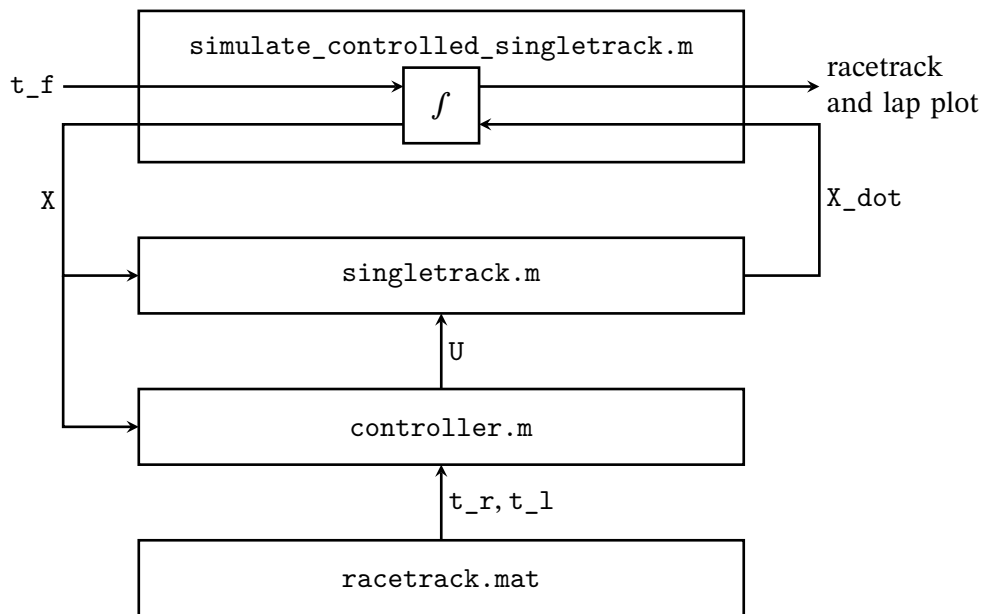 simulate_controlled_singletrack.m
t_f
∫
racetrack
and lap plot
X
X_dot
singletrack.m
U
controller.m
t_r, t_l
racetrack.mat